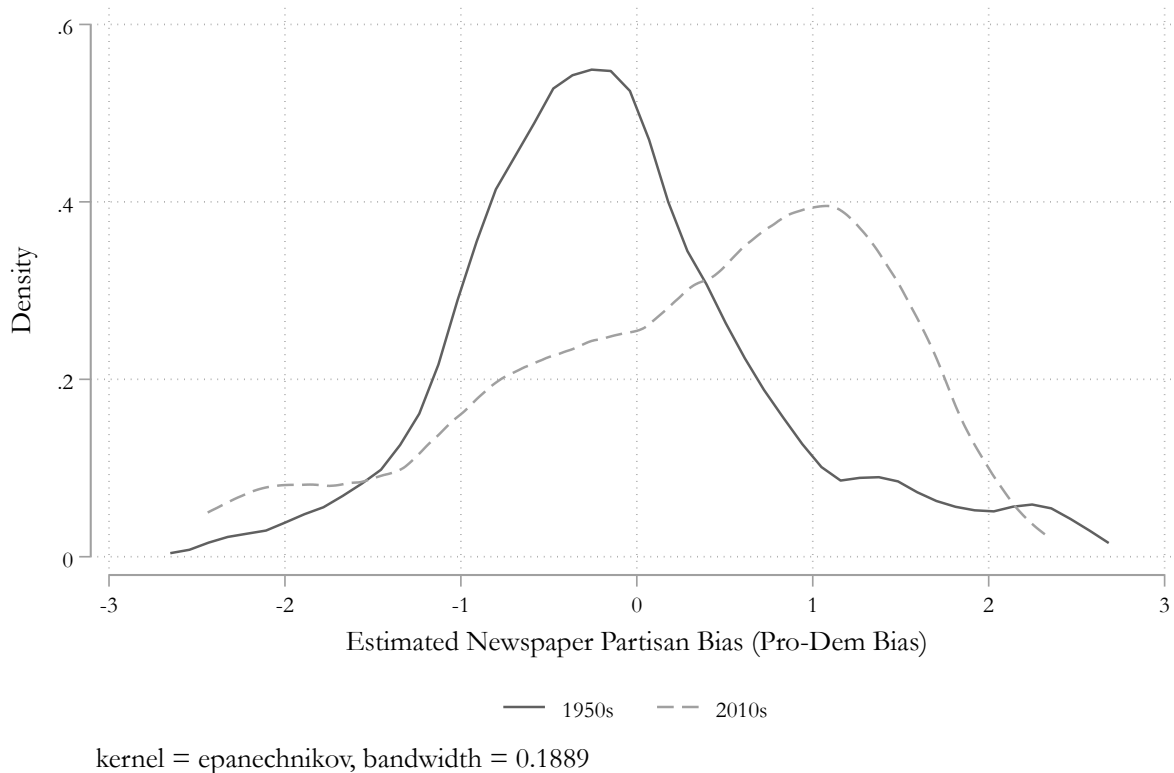 .6
.4
.2
0
Density
-3 -2 -1 0 1 2 3
Estimated Newspaper Partisan Bias (Pro-Dem Bias)
1950s 2010s
kernel = epanechnikov, bandwidth = 0.1889